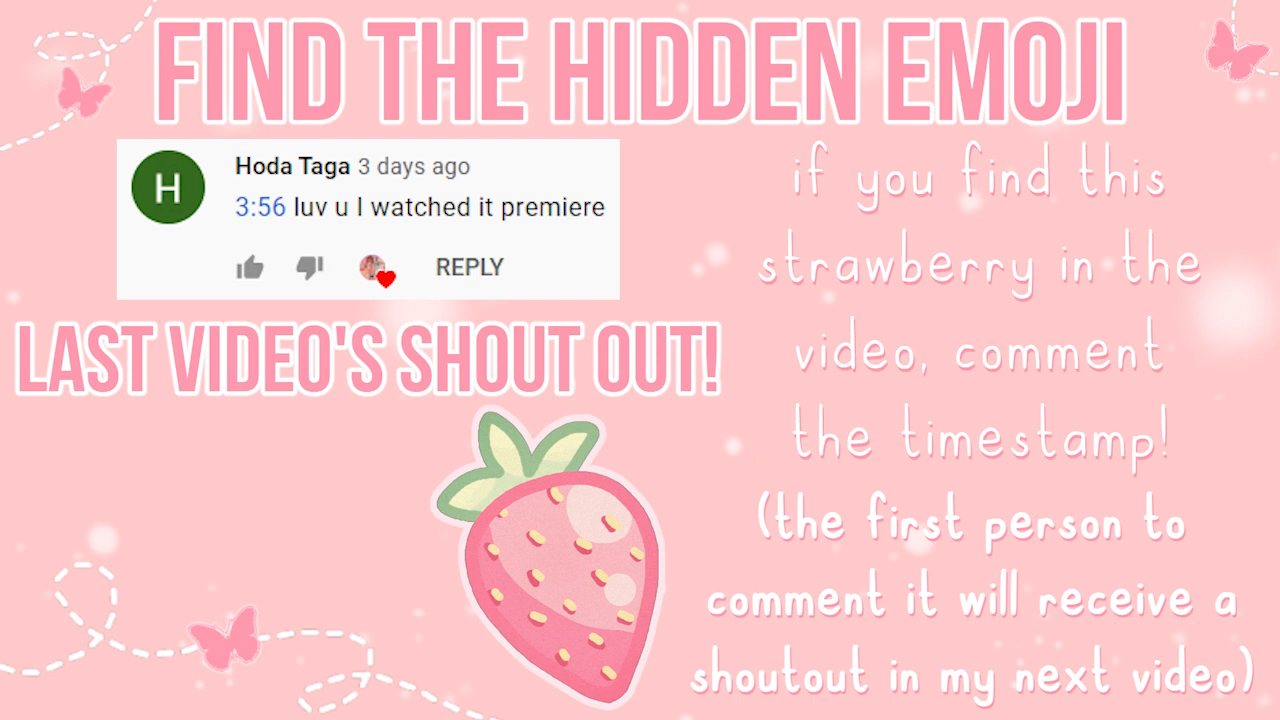 FIND THE HIDDEN EMOJI
H
Hoda Taga 3 days ago
3:56 luv u I watched it premiere
REPLY
LAST VIDEO'S SHOUT OUT!
if you find this
strawberry in the
video, comment
the timestamp!
(the first person to
comment it will receive a
shoutout in my next video)